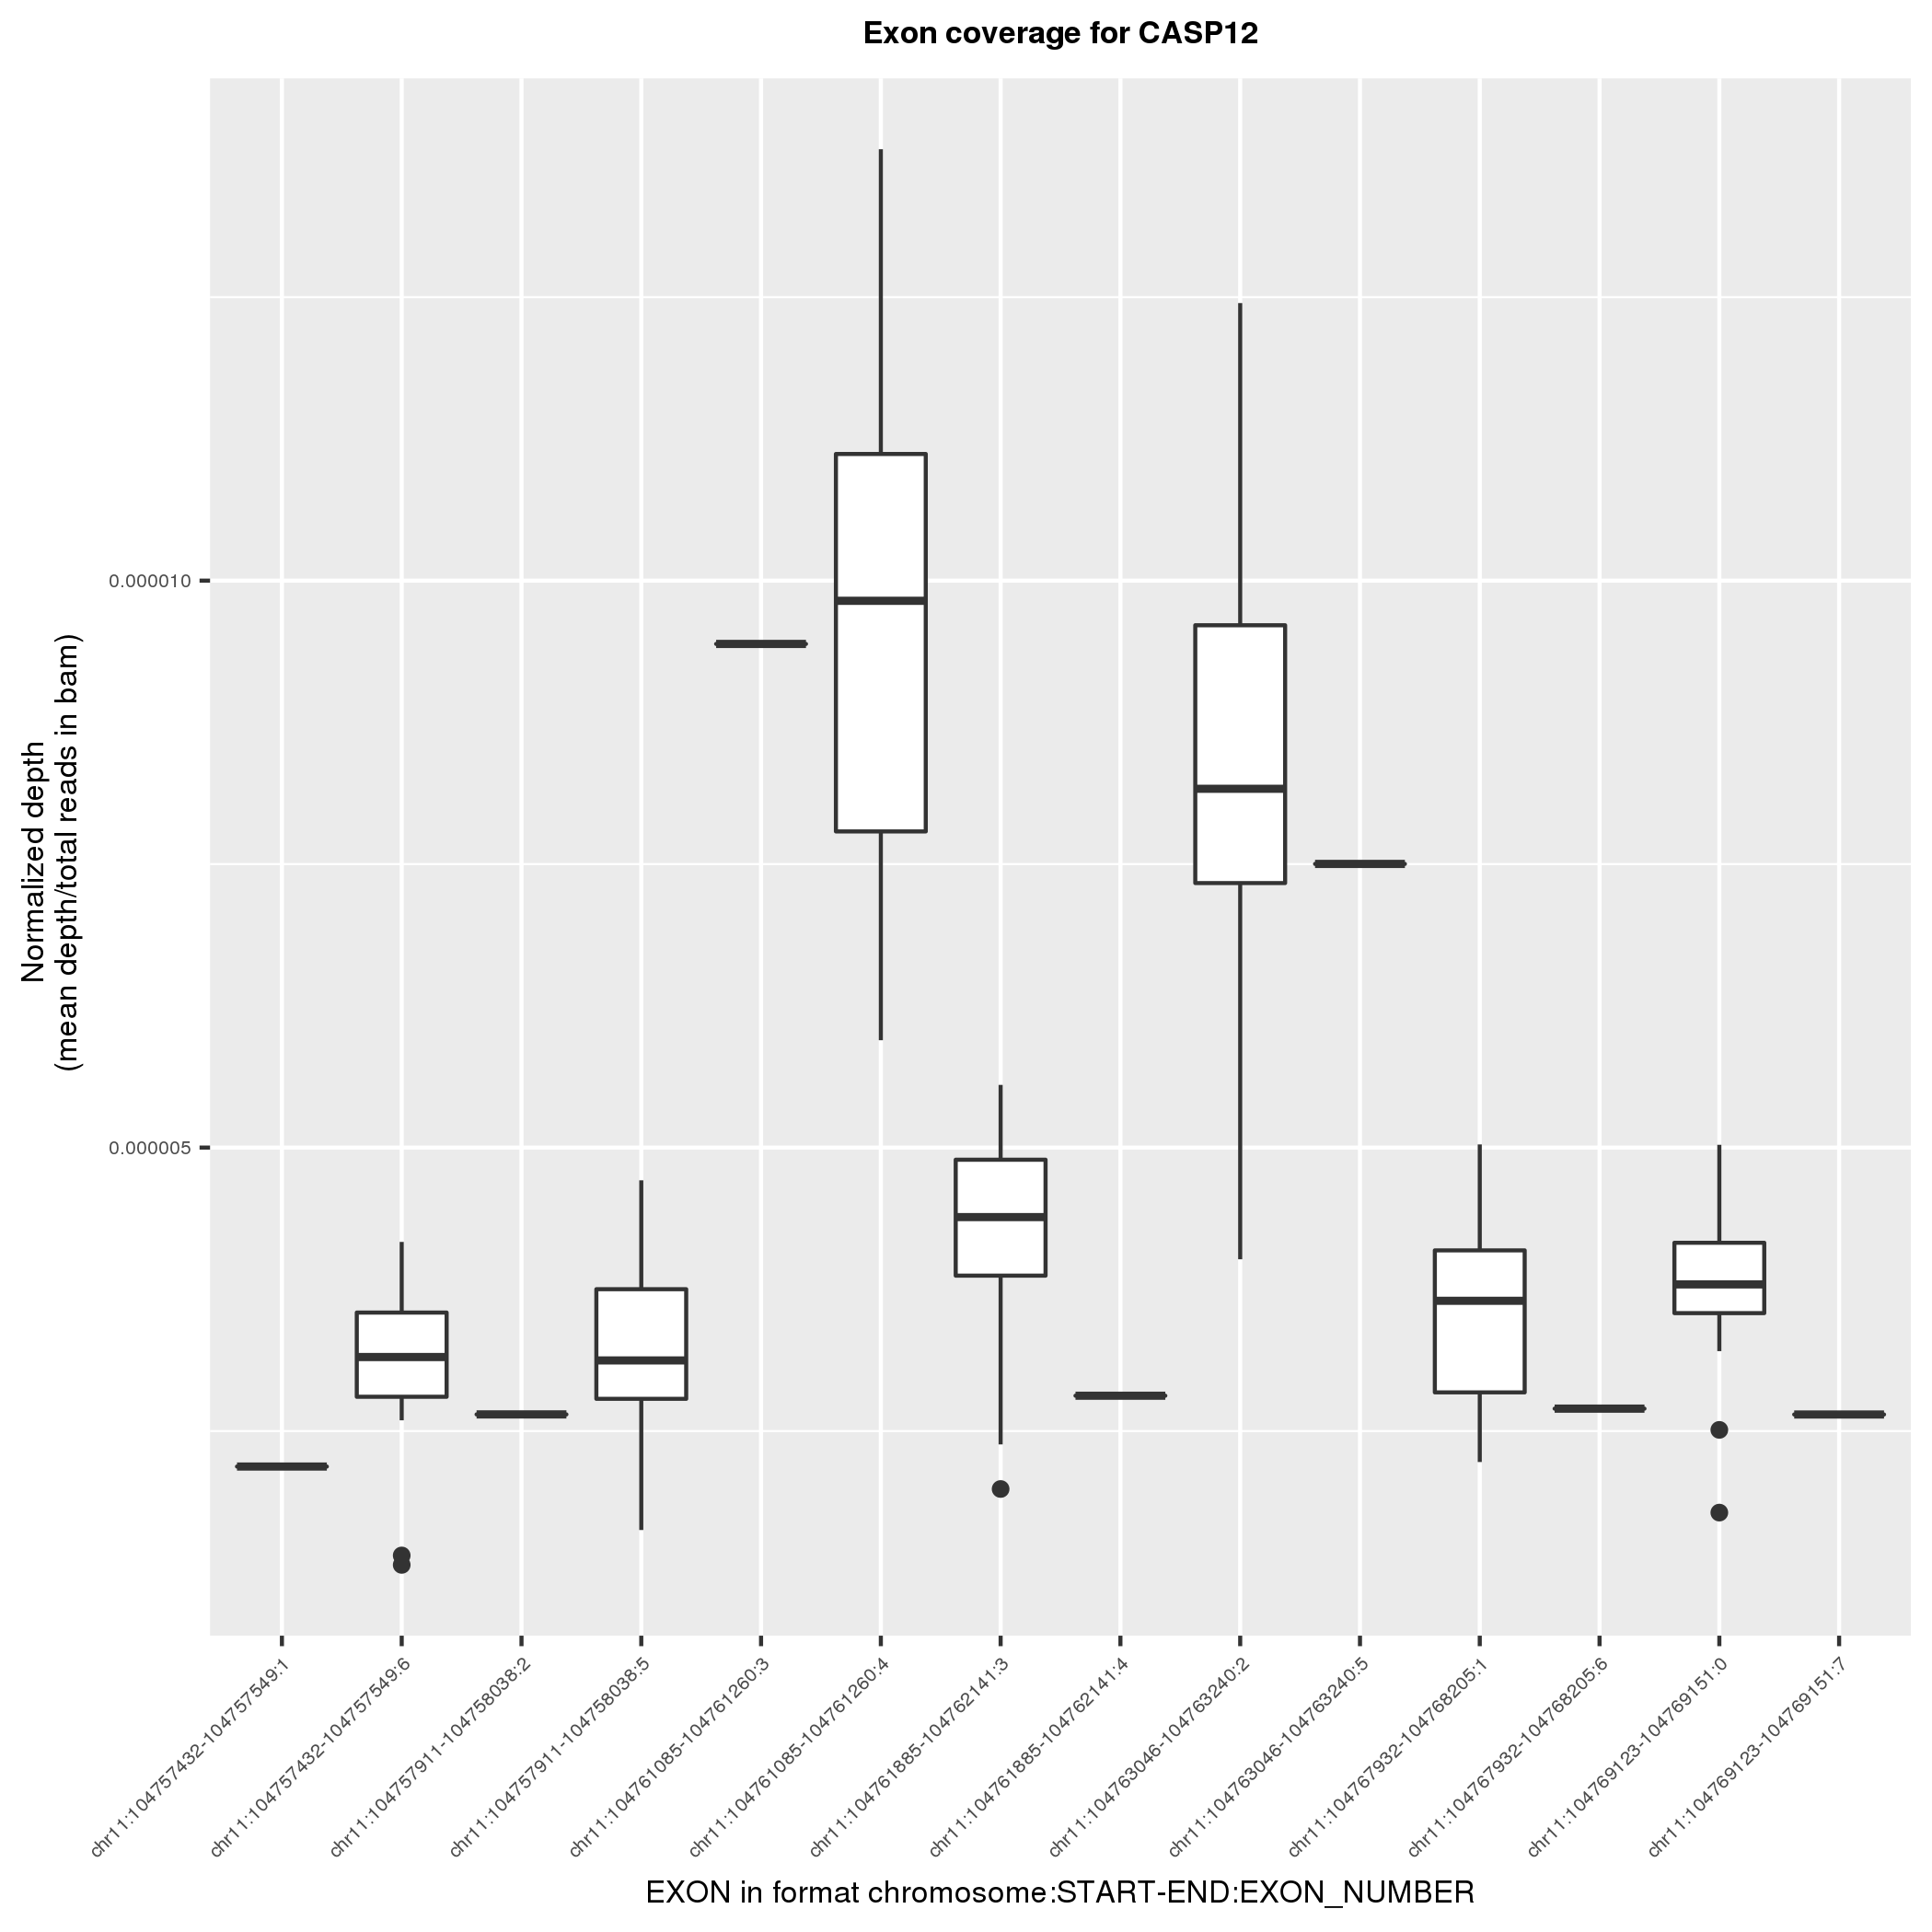 Exon coverage for CASP12
Normalized depth
(mean depth/total reads in bam)
0.000010
0.000005
chr11:104757432-104757549:1
chr11:104757432-104757549:6
chr11:104757911-104758038:2
chr11:104757911-104758038:5
chr11:104761085-104761260:3
chr11:104761085-104761260:4
chr11:104761885-104762141:3
chr11:104761885-104762141:4
chr11:104763046-104763240:2
chr11:104763046-104763240:5
chr11:104767932-104768205:1
chr11:104767932-104768205:6
chr11:104769123-104769151:0
chr11:104769123-104769151:7
EXON in format chromosome:START-END:EXON_NUMBER